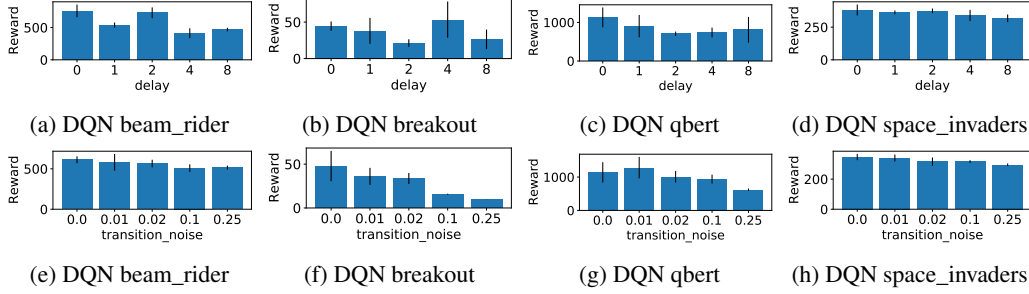 Reward
500
0
0 1 2 4 8
delay
(a) DQN beam_rider
Reward
50
0
0 1 2 4 8
delay
(b) DQN breakout
Reward
1000
0
0 1 2 4 8
delay
(c) DQN qbert
Reward
250
0
0 1 2 4 8
delay
(d) DQN space_invaders
Reward
500
0
0.0 0.01 0.02 0.1 0.25
transition_noise
(e) DQN beam_rider
Reward
50
0
0.0 0.01 0.02 0.1 0.25
transition_noise
(f) DQN breakout
Reward
1000
0
0.0 0.01 0.02 0.1 0.25
transition_noise
(g) DQN qbert
Reward
200
0
0.0 0.01 0.02 0.1 0.25
transition_noise
(h) DQN space_invaders